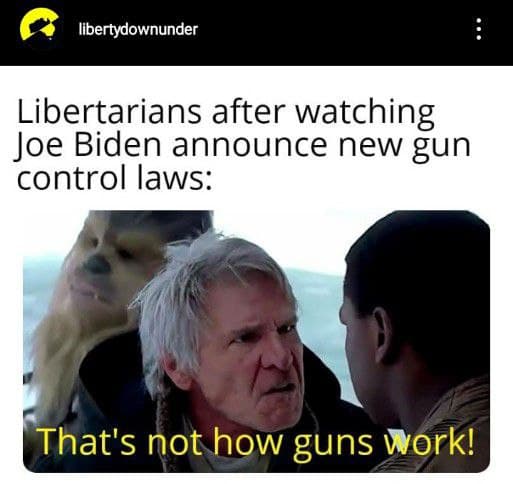 libertydownunder
Libertarians after watching
Joe Biden announce new gun
control laws:
That's not how guns work!